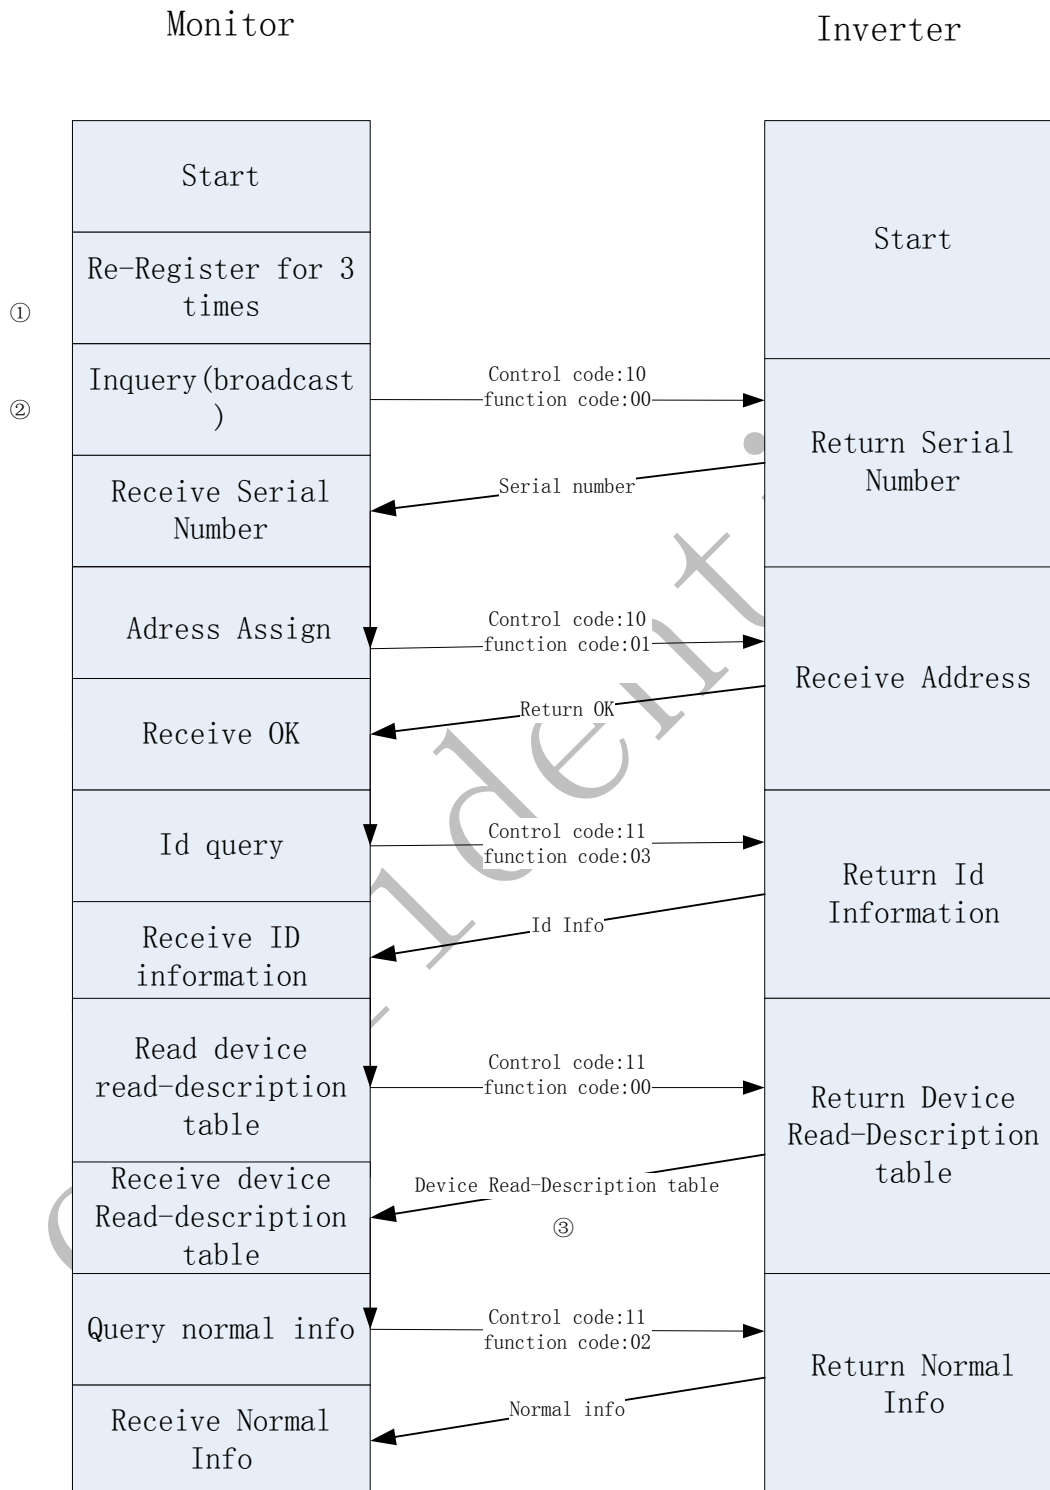 Monitor
Inverter
Start
Re-Register for 3
times
①
Inquery(broadcast
)
②
Receive Serial
Number
Adress Assign
Receive OK
Id query
Receive ID
information
Read device
read-description
table
Receive device
Read-description
table
Query normal info
Receive Normal
Info
Control code:10
function code:00
Serial number
Control code:10
function code:01
Return OK
Control code:11
function code:03
Id Info
Control code:11
function code:00
Device Read-Description table
③
Control code:11
function code:02
Normal info
Start
Return Serial
Number
Receive Address
Return Id
Information
Return Device
Read-Description
table
Return Normal
Info